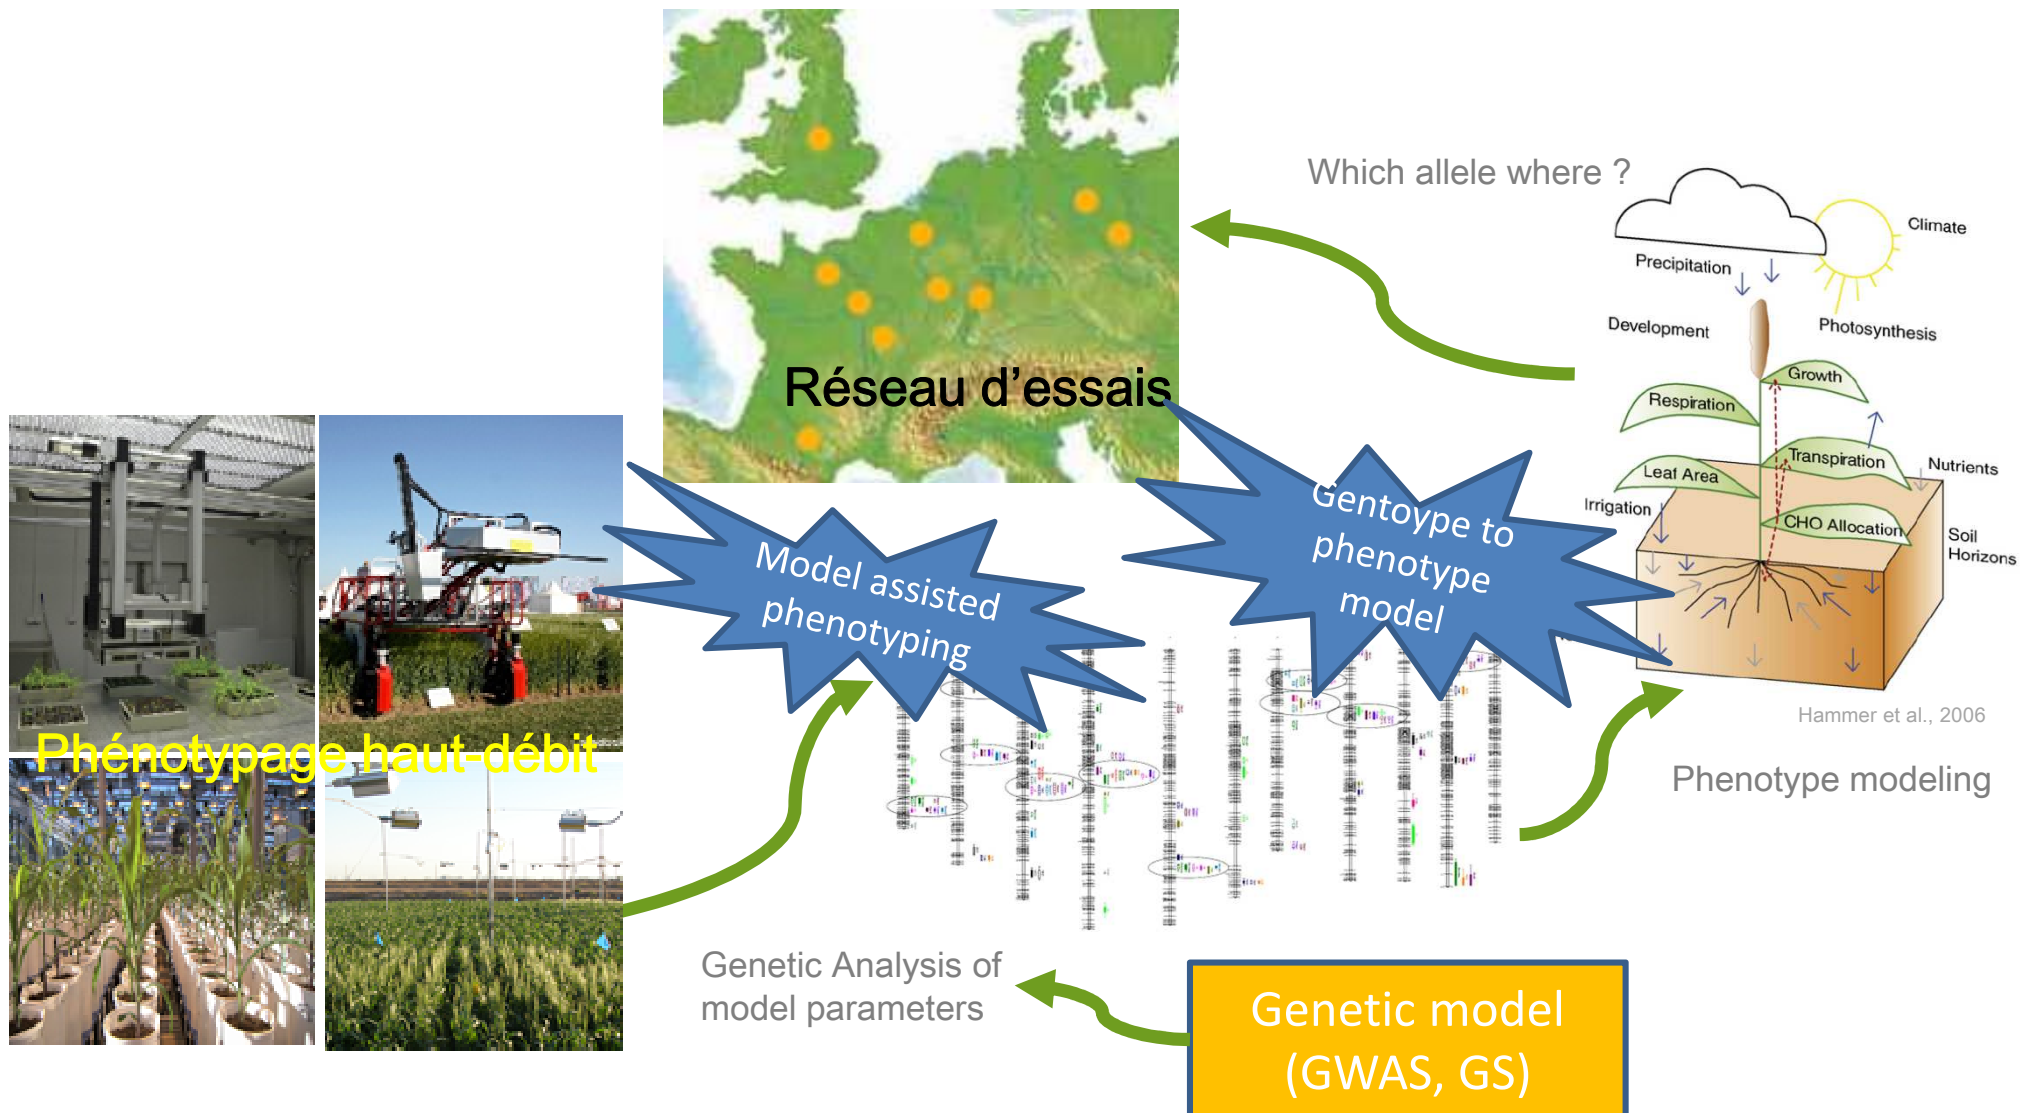 Which allele where ?
Climate
Precipitation
Development
Photosynthesis
Réseau d'essais
Growth
Respiration
Transpiration
Nutrients
Leaf Area
Irrigation
CHO Allocation
Soil
Horizons
Gentoype to
phenotype
model
Model assisted
phenotyping
Hammer et al., 2006
Phénotypage haut-débit
Phenotype modeling
Genetic Analysis of
model parameters
Genetic model
(GWAS, GS)